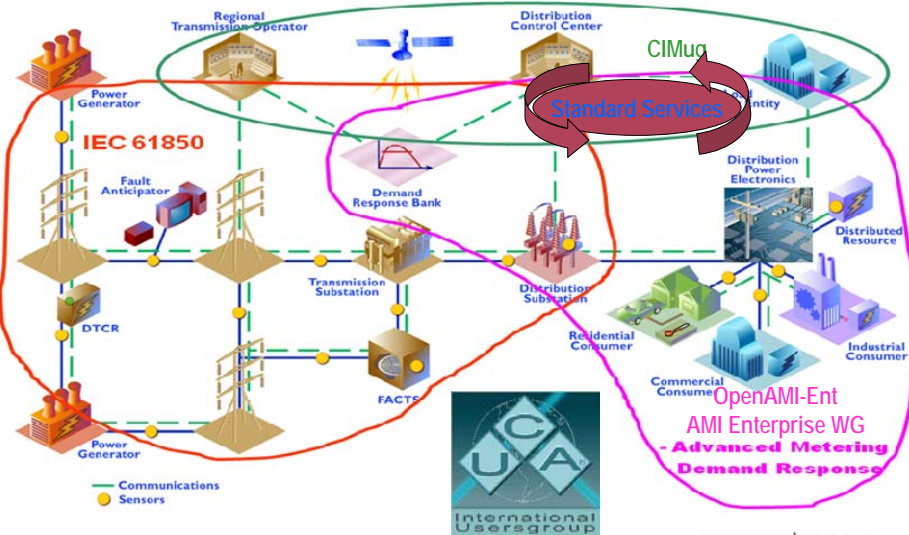 Regional
Transmission Operator
Distribution
Control Center
CIMug
Power
Generator
Standard Services
IEC 61850
Fault
Anticipator
Demand
Response Bank
Distribution
Power
Electronics
Distributed
Resource
Transmission
Substation
Distribution
Substation
DTCR
Residential
Consumer
Industrial
Consumer
FACTS
Commercial
Consumer
OpenAMI-Ent
AMI Enterprise WG
- Advanced Metering
Demand Response
Power
Generator
UCA
International
Usersgroup
Communications
Sensors